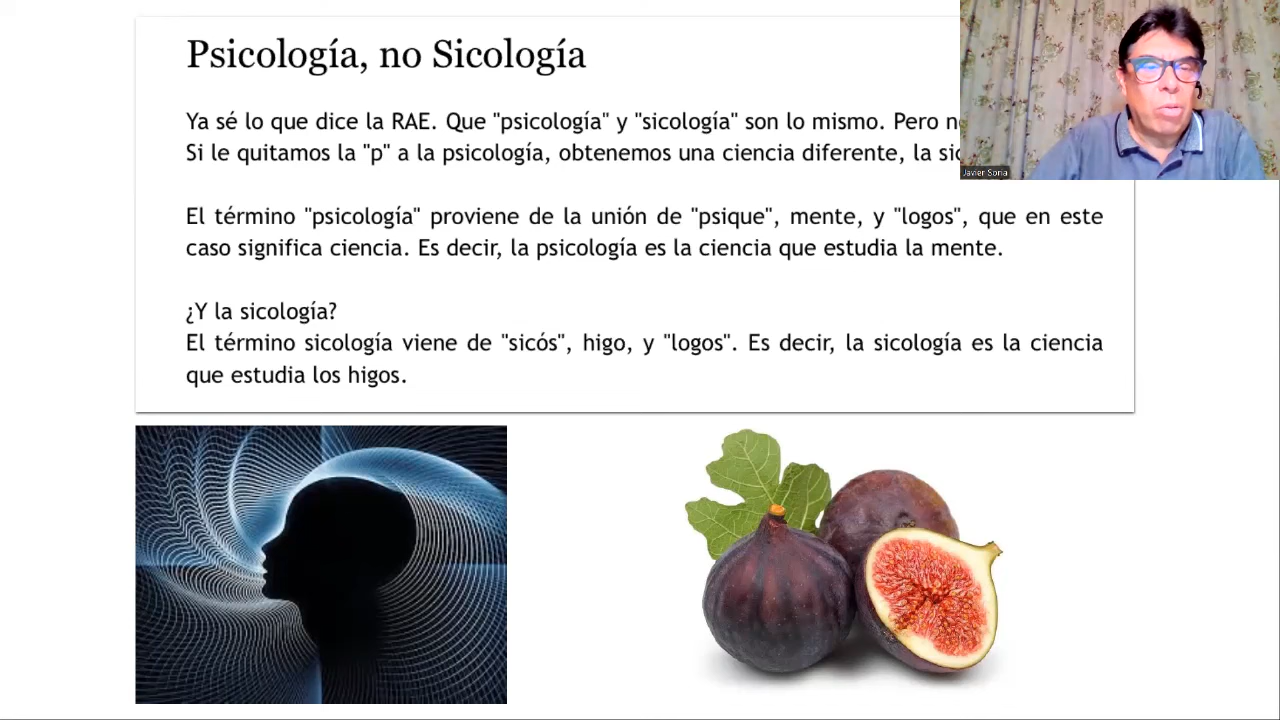 Psicología, no Sicología
Ya sé lo que dice la RAE. Que "psicología" y "sicología" son lo mismo. Pero
Si le quitamos la "p" a la psicología, obtenemos una ciencia diferente, la
El término "psicología" proviene de la unión de "psique", mente, y "logos", que en este
caso significa ciencia. Es decir, la psicología es la ciencia que estudia la mente.
¿Y la sicología?
El término sicología viene de "sicós", higo, y "logos". Es decir, la sicología es la ciencia
que estudia los higos.
Javier Soria